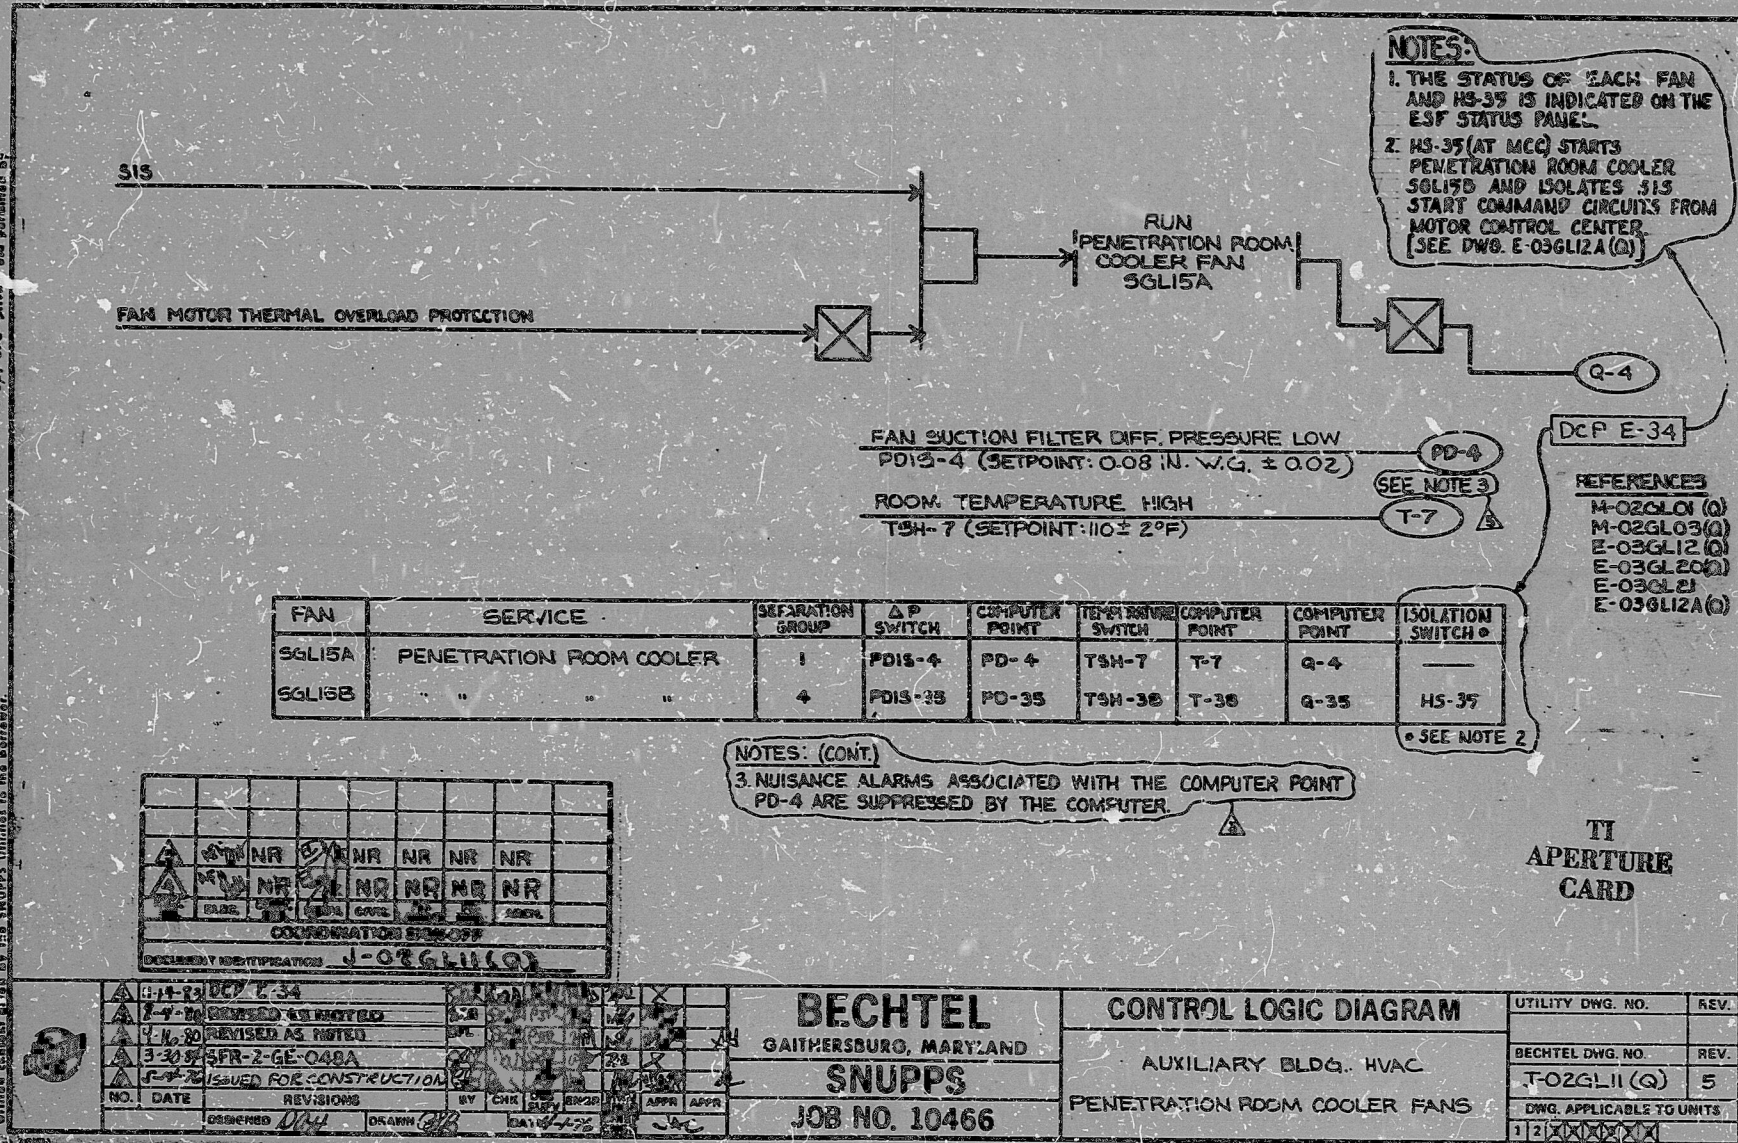 NOTES:
1. THE STATUS OF EACH FAN
AND HS-35 IS INDICATED ON THE
ESF STATUS PANEL.
2. HS-35 (AT MCC) STARTS
PENETRATION ROOM COOLER
SGL15B AND ISOLATES SIS
START COMMAND CIRCUITS FROM
MOTOR CONTROL CENTER.
[SEE DWG. E-03GL12A(Q)]
SIS
RUN
PENETRATION ROOM
COOLER FAN
SGL15A
FAN MOTOR THERMAL OVERLOAD PROTECTION
Q-4
DCP E-34
FAN SUCTION FILTER DIFF. PRESSURE LOW
PDIS-4 (SETPOINT: 0.08 IN. W.G. ± 0.02)
PD-4
SEE NOTE 3
ROOM TEMPERATURE HIGH
TSH-7 (SETPOINT: 110 ± 2°F)
T-7
5
REFERENCES
M-02GL01 (Q)
M-02GL03(Q)
E-03GL12(Q)
E-03GL20(Q)
E-03GL21
E-03GL12A(Q)
FAN SERVICE SEPARATION GROUP ΔP SWITCH COMPUTER POINT TEMPERATURE SWITCH COMPUTER POINT COMPUTER POINT ISOLATION SWITCH *
SGL15A PENETRATION ROOM COOLER 1 PDIS-4 PD-4 TSH-7 T-7 Q-4 —
SGL15B " " " " 4 PDIS-35 PD-35 TSH-38 T-38 Q-35 HS-35
* SEE NOTE 2
NOTES: (CONT.)
3. NUISANCE ALARMS ASSOCIATED WITH THE COMPUTER POINT
PD-4 ARE SUPPRESSED BY THE COMPUTER.
5
TI
APERTURE
CARD
NR NR NR NR NR
NR NR NR NR NR
COORDINATION SIGN-OFF
DOCUMENT IDENTIFICATION J-02GL11(Q)
DCP E-34
REVISED AS NOTED
REVISED AS NOTED
SFR-2-GE-048A
ISSUED FOR CONSTRUCTION
NO. DATE REVISIONS BY CHK APPR APPR
DESIGNED DRAWN DATE
BECHTEL
GAITHERSBURG, MARYLAND
SNUPPS
JOB NO. 10466
CONTROL LOGIC DIAGRAM
AUXILIARY BLDG. HVAC
PENETRATION ROOM COOLER FANS
UTILITY DWG. NO. REV.
BECHTEL DWG. NO. REV.
J-02GL11(Q) 5
DWG. APPLICABLE TO UNITS
1 2